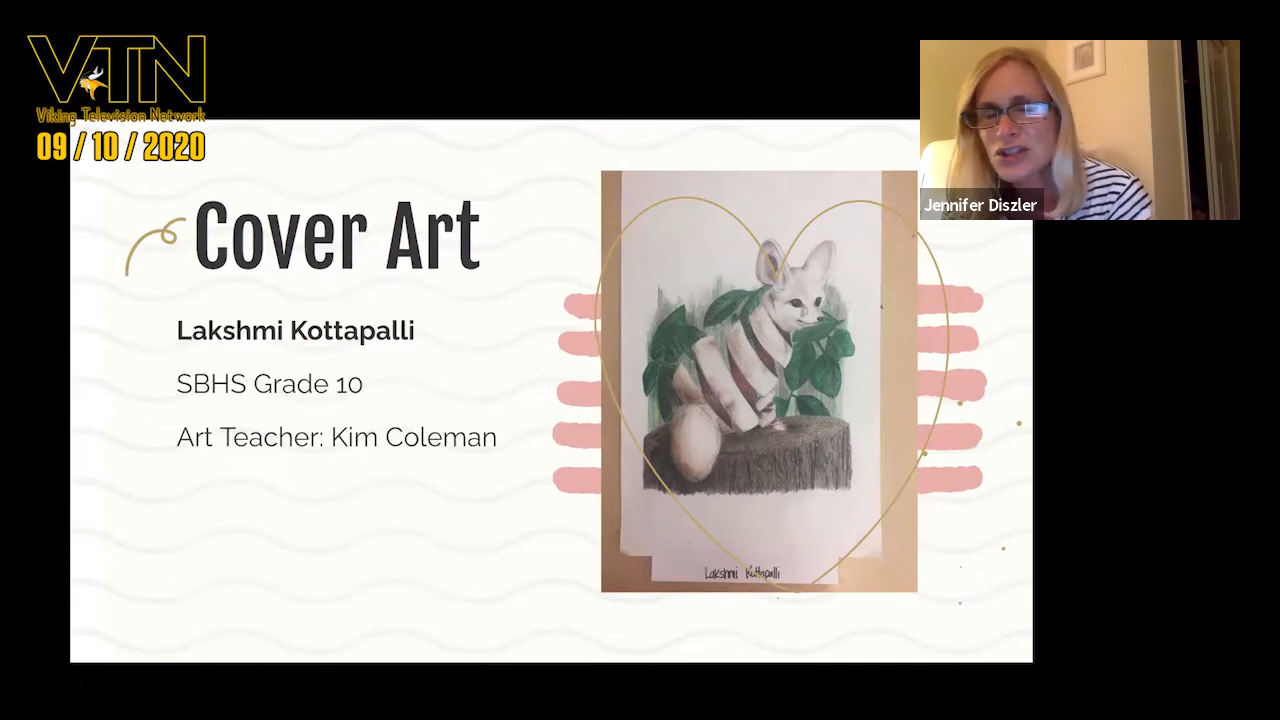 VTN
Viking Television Network
09 / 10 / 2020
Jennifer Diszler
Cover Art
Lakshmi Kottapalli
SBHS Grade 10
Art Teacher: Kim Coleman
Lakshmi Kottapalli